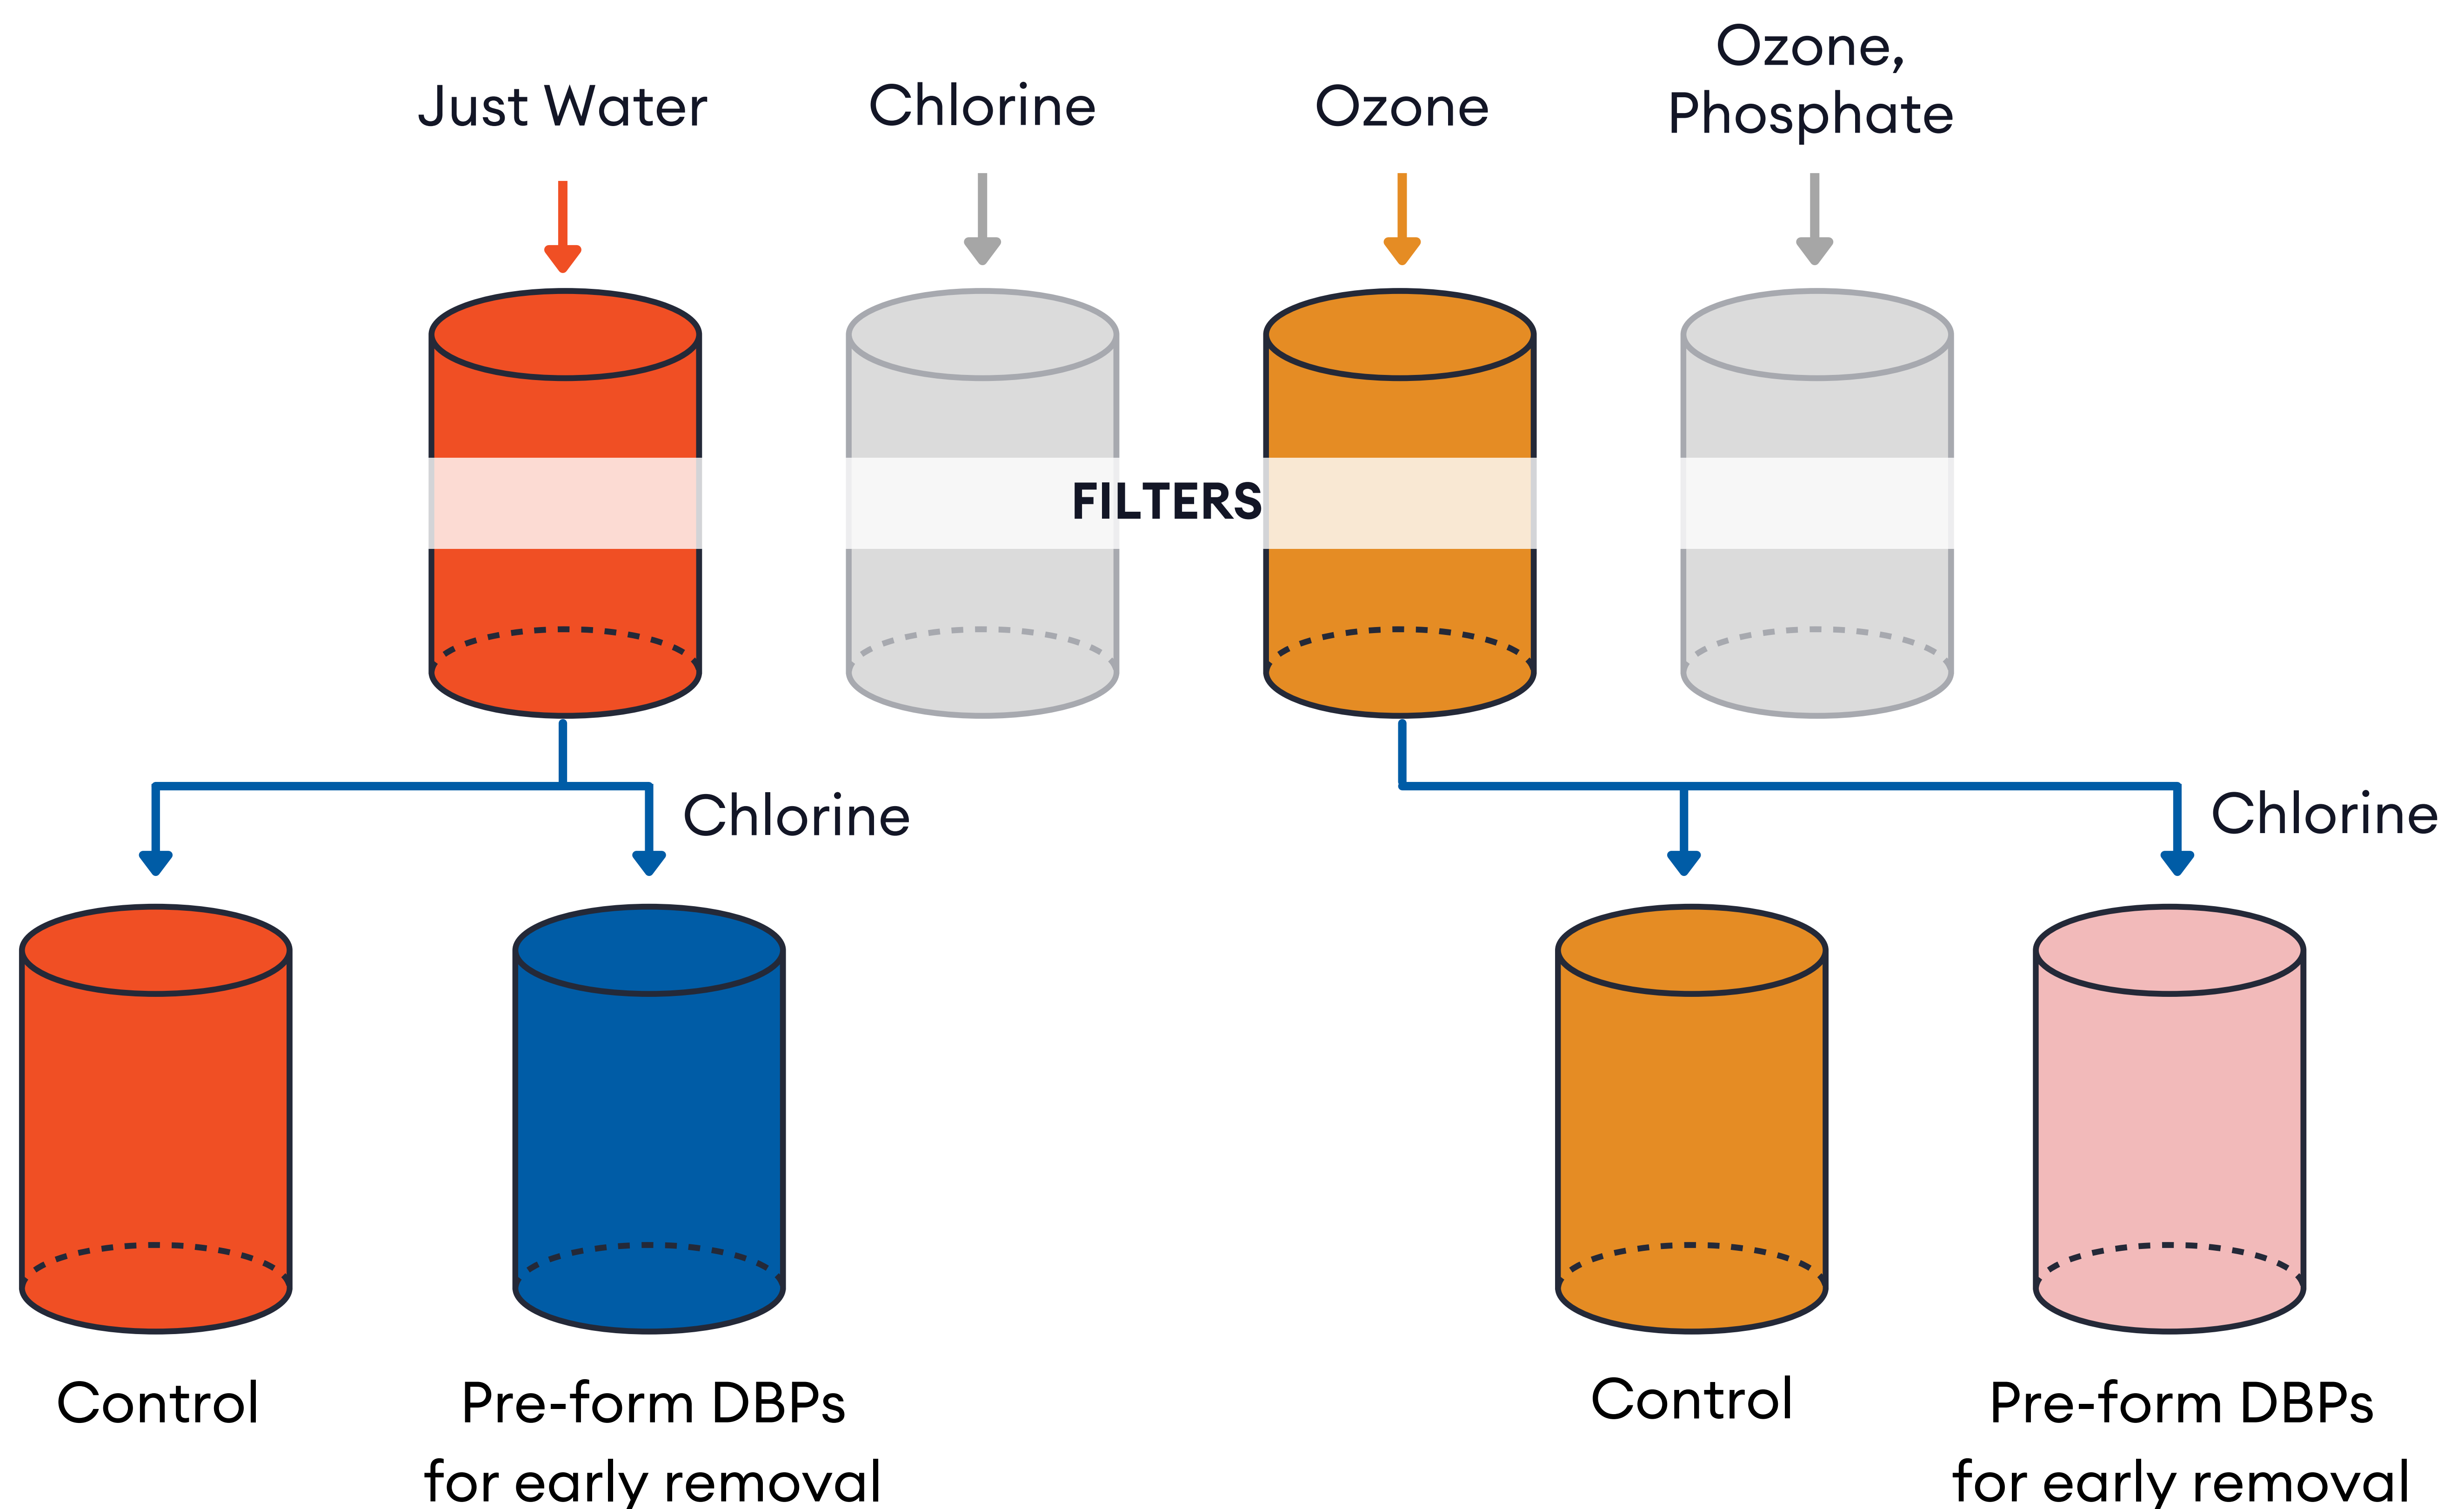 Just Water
Chlorine
Ozone
Ozone,
Phosphate
FILTERS
Chlorine
Chlorine
Control
Pre-form DBPs
for early removal
Control
Pre-form DBPs
for early removal